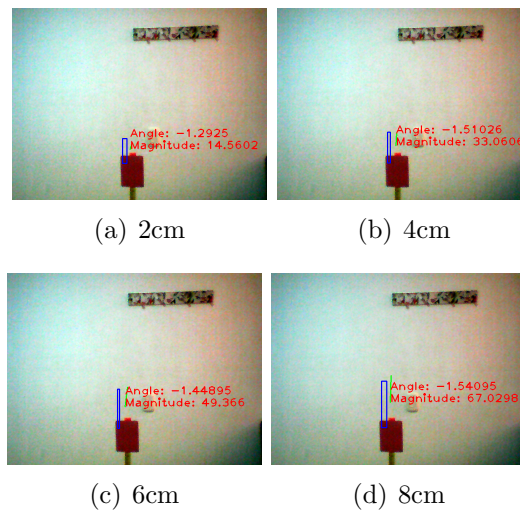 Angle: -1.2925
Magnitude: 14.5602
(a) 2cm
Angle: -1.51026
Magnitude: 33.0606
(b) 4cm
Angle: -1.44895
Magnitude: 49.366
(c) 6cm
Angle: -1.54095
Magnitude: 67.0298
(d) 8cm